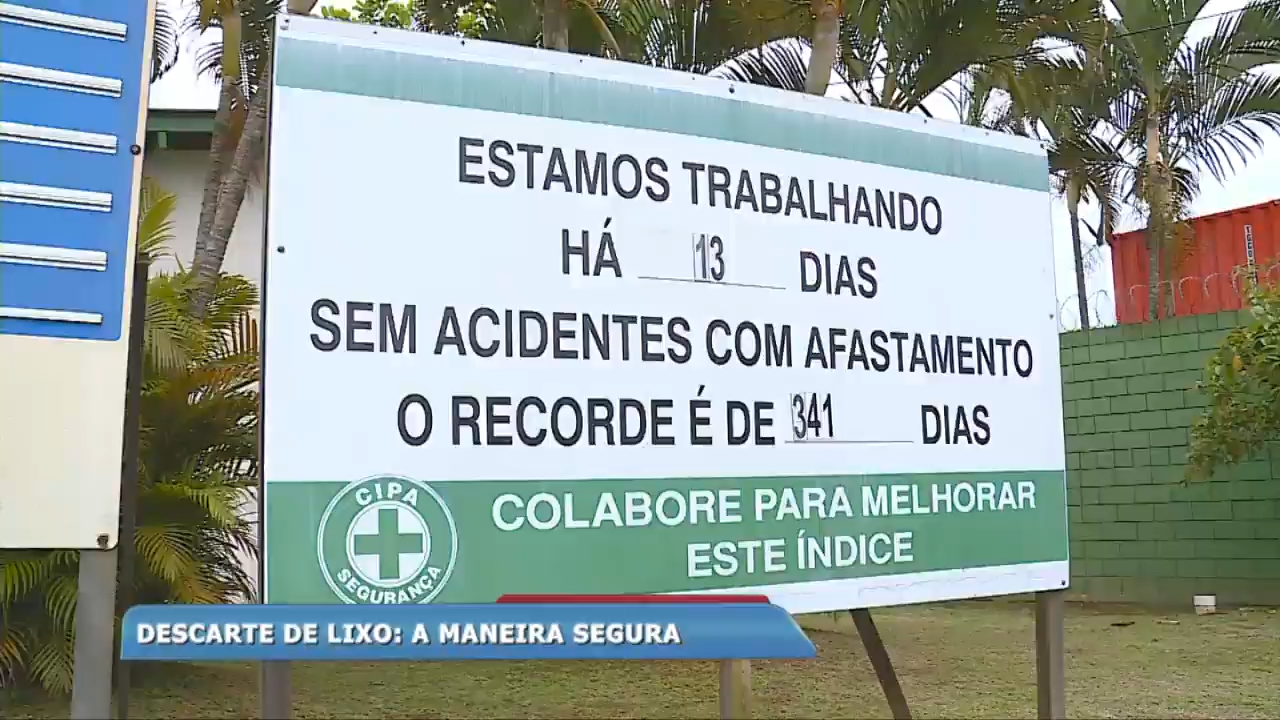 ESTAMOS TRABALHANDO
HÁ 13 DIAS
SEM ACIDENTES COM AFASTAMENTO
O RECORDE É DE 341 DIAS
CIPA
SEGURANÇA
COLABORE PARA MELHORAR
ESTE ÍNDICE
DESCARTE DE LIXO: A MANEIRA SEGURA